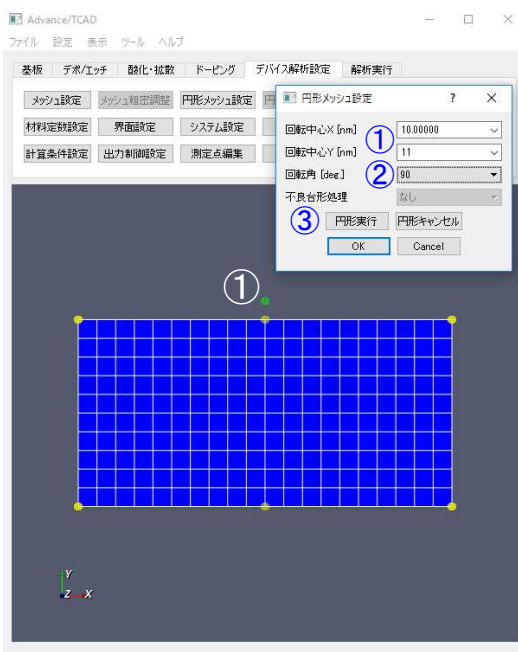 Advance/TCAD
ファイル 設定 表示 ツール ヘルプ
基板 デポ/エッチ 酸化・拡散 ドーピング デバイス解析設定 解析実行
メッシュ設定 メッシュ粗密調整 円形メッシュ設定 円
材料定数設定 界面設定 システム設定
計算条件設定 出力制御設定 測定点編集
円形メッシュ設定 ?
回転中心X [nm] ① 10.00000
回転中心Y [nm] 11
回転角 [deg] ② 90
不良台形処理 なし
③ 円形実行 円形キャンセル
OK Cancel
①
Y
Z X